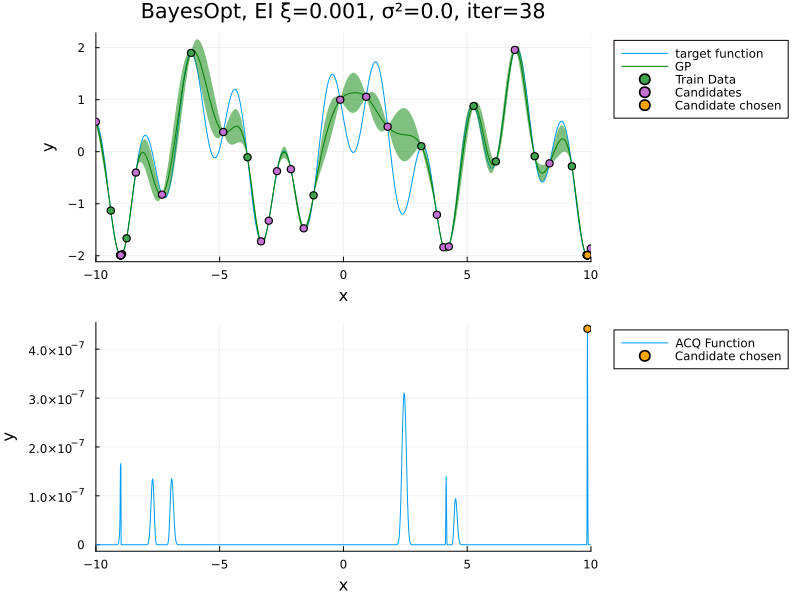 BayesOpt, EI ξ=0.001, σ²=0.0, iter=38
2
1
0
−1
−2
y
−10
−5
0
5
10
x
target function
GP
Train Data
Candidates
Candidate chosen
4.0×10⁻⁷
3.0×10⁻⁷
2.0×10⁻⁷
1.0×10⁻⁷
0
y
−10
−5
0
5
10
x
ACQ Function
Candidate chosen